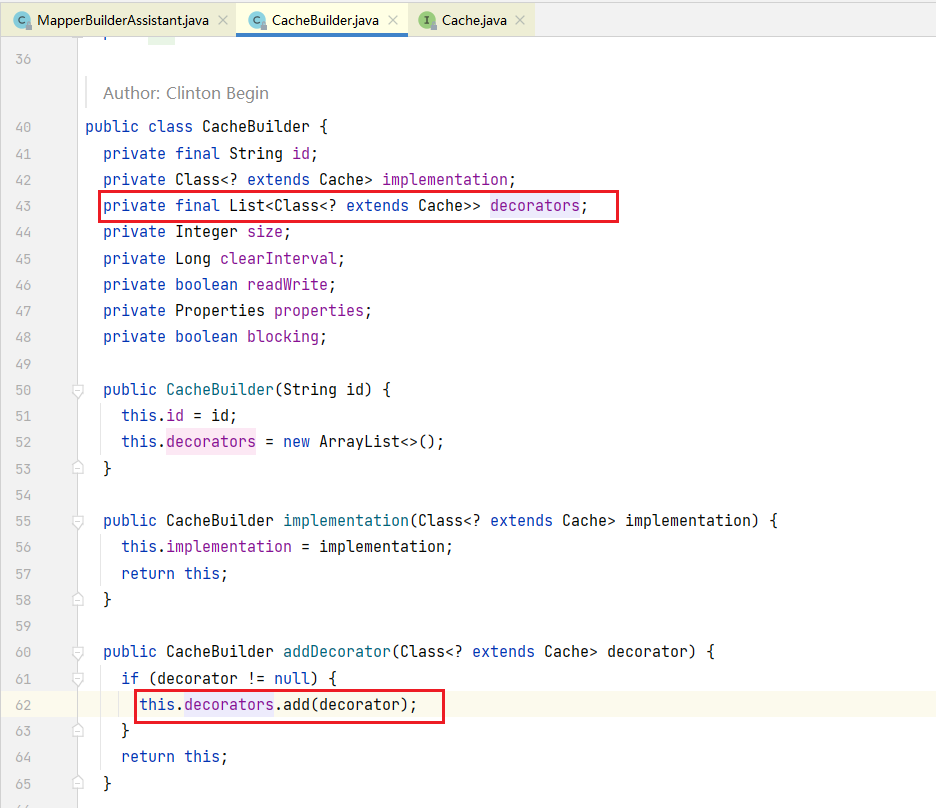 MapperBuilderAssistant.java CacheBuilder.java Cache.java
36
Author: Clinton Begin
40 public class CacheBuilder {
41 private final String id;
42 private Class<? extends Cache> implementation;
43 private final List<Class<? extends Cache>> decorators;
44 private Integer size;
45 private Long clearInterval;
46 private boolean readWrite;
47 private Properties properties;
48 private boolean blocking;
49
50 public CacheBuilder(String id) {
51 this.id = id;
52 this.decorators = new ArrayList<>();
53 }
54
55 public CacheBuilder implementation(Class<? extends Cache> implementation) {
56 this.implementation = implementation;
57 return this;
58 }
59
60 public CacheBuilder addDecorator(Class<? extends Cache> decorator) {
61 if (decorator != null) {
62 this.decorators.add(decorator);
63 }
64 return this;
65 }